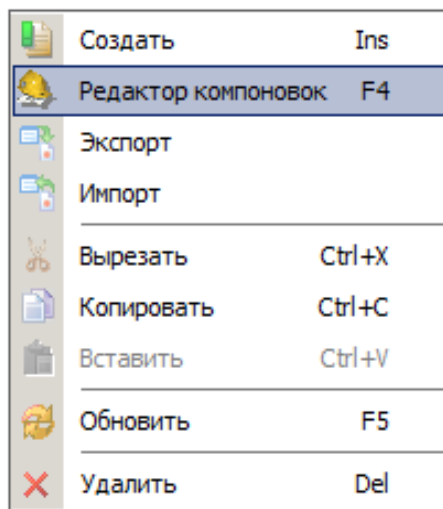 Создать Ins
Редактор компоновок F4
Экспорт
Импорт
Вырезать Ctrl+X
Копировать Ctrl+C
Вставить Ctrl+V
Обновить F5
Удалить Del